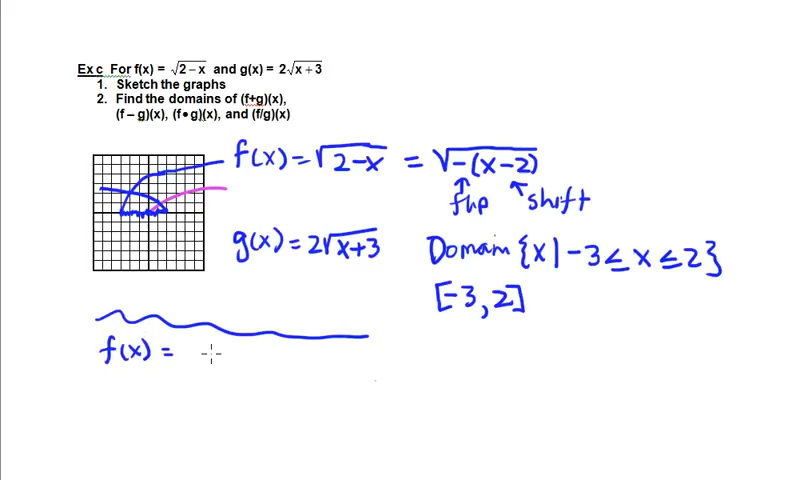 Ex c For f(x) = √2 – x and g(x) = 2√x + 3
1. Sketch the graphs
2. Find the domains of (f+g)(x),
(f – g)(x), (f•g)(x), and (f/g)(x)
f(x) = √2-x = √-(x-2)
flip shift
g(x) = 2√x+3
Domain {x | -3 ≤ x ≤ 2}
[-3, 2]
f(x) =